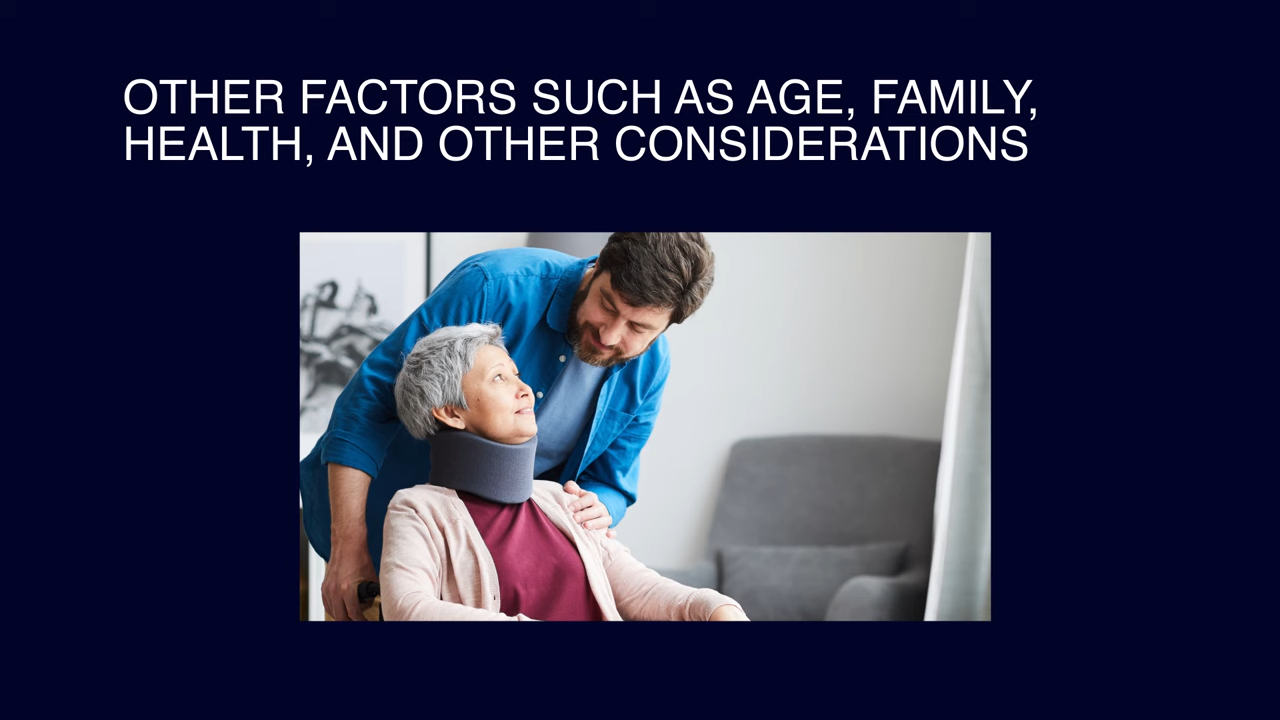 OTHER FACTORS SUCH AS AGE, FAMILY,
HEALTH, AND OTHER CONSIDERATIONS